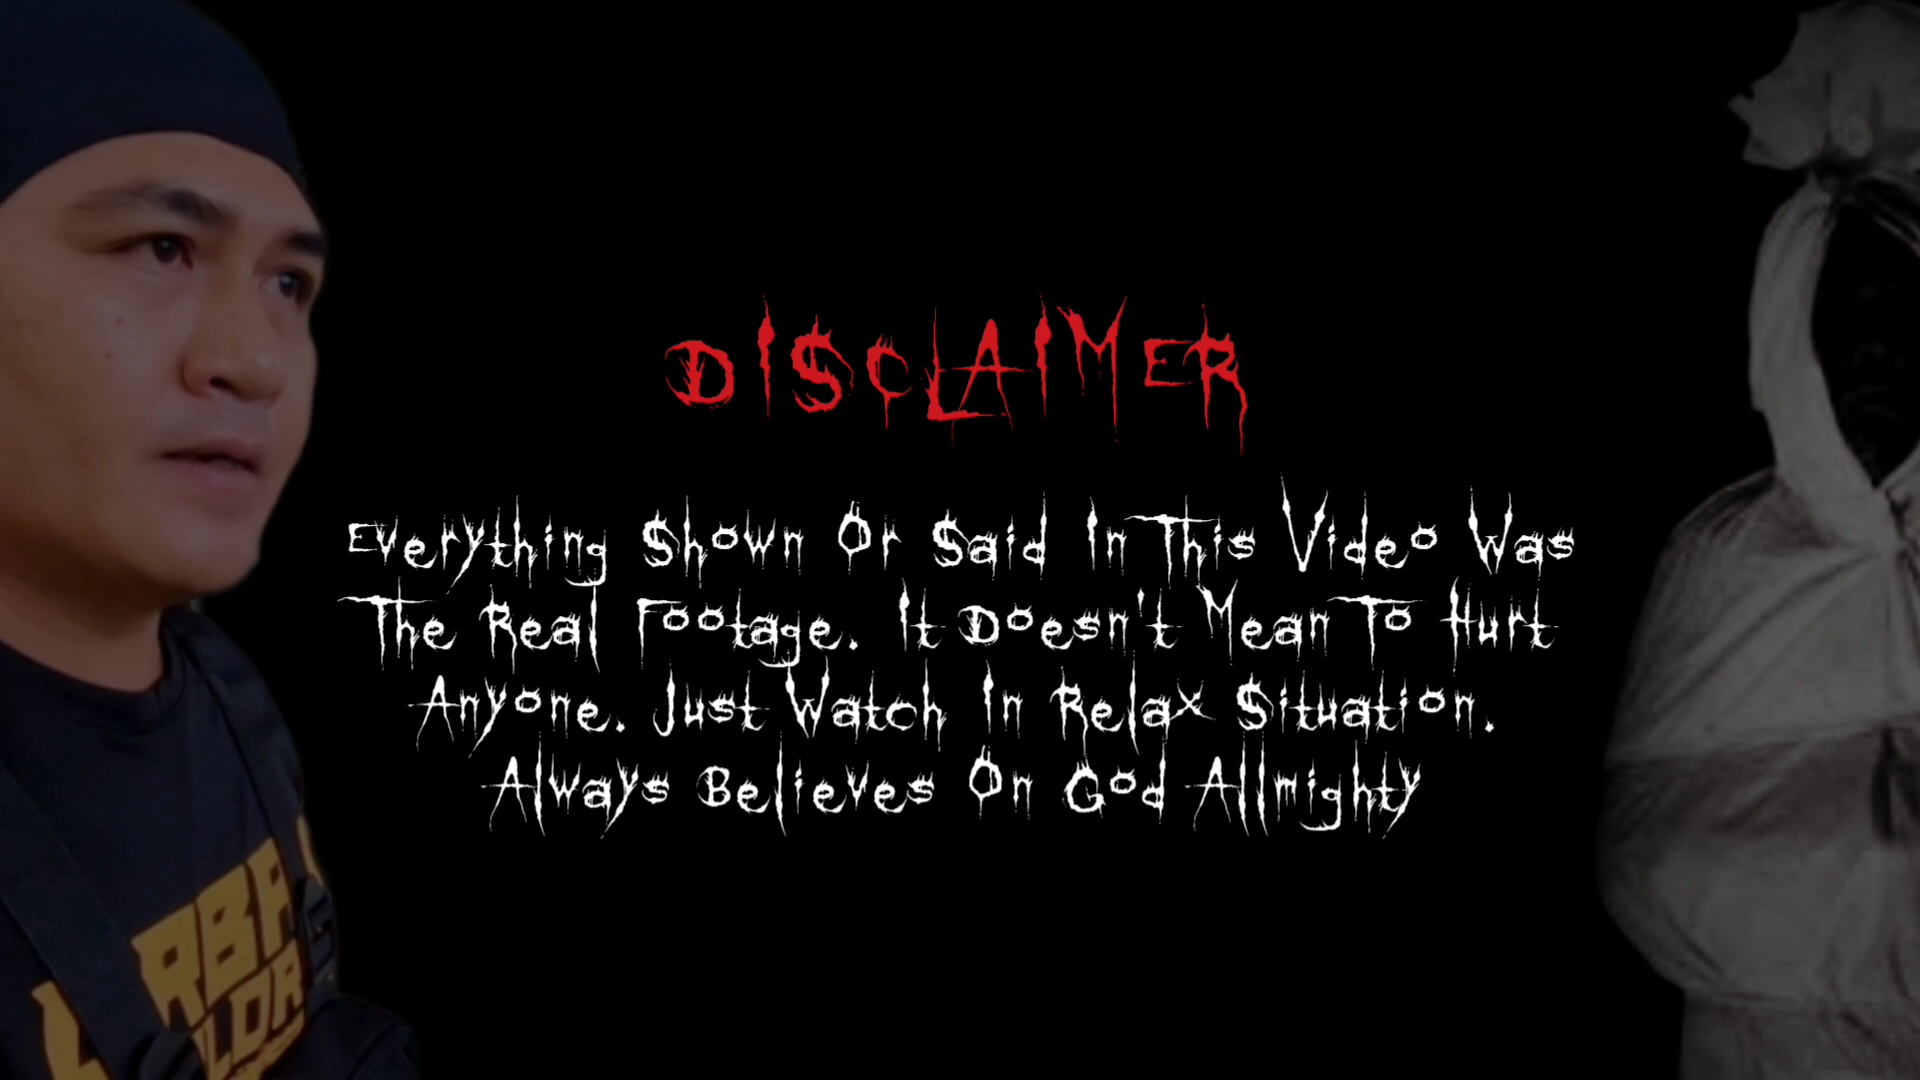 DISCLAIMER
Everything Shown Or Said In This Video Was
The Real Footage. It Doesn't Mean To Hurt
Anyone. Just Watch In Relax Situation.
Always Believes On God Allmighty